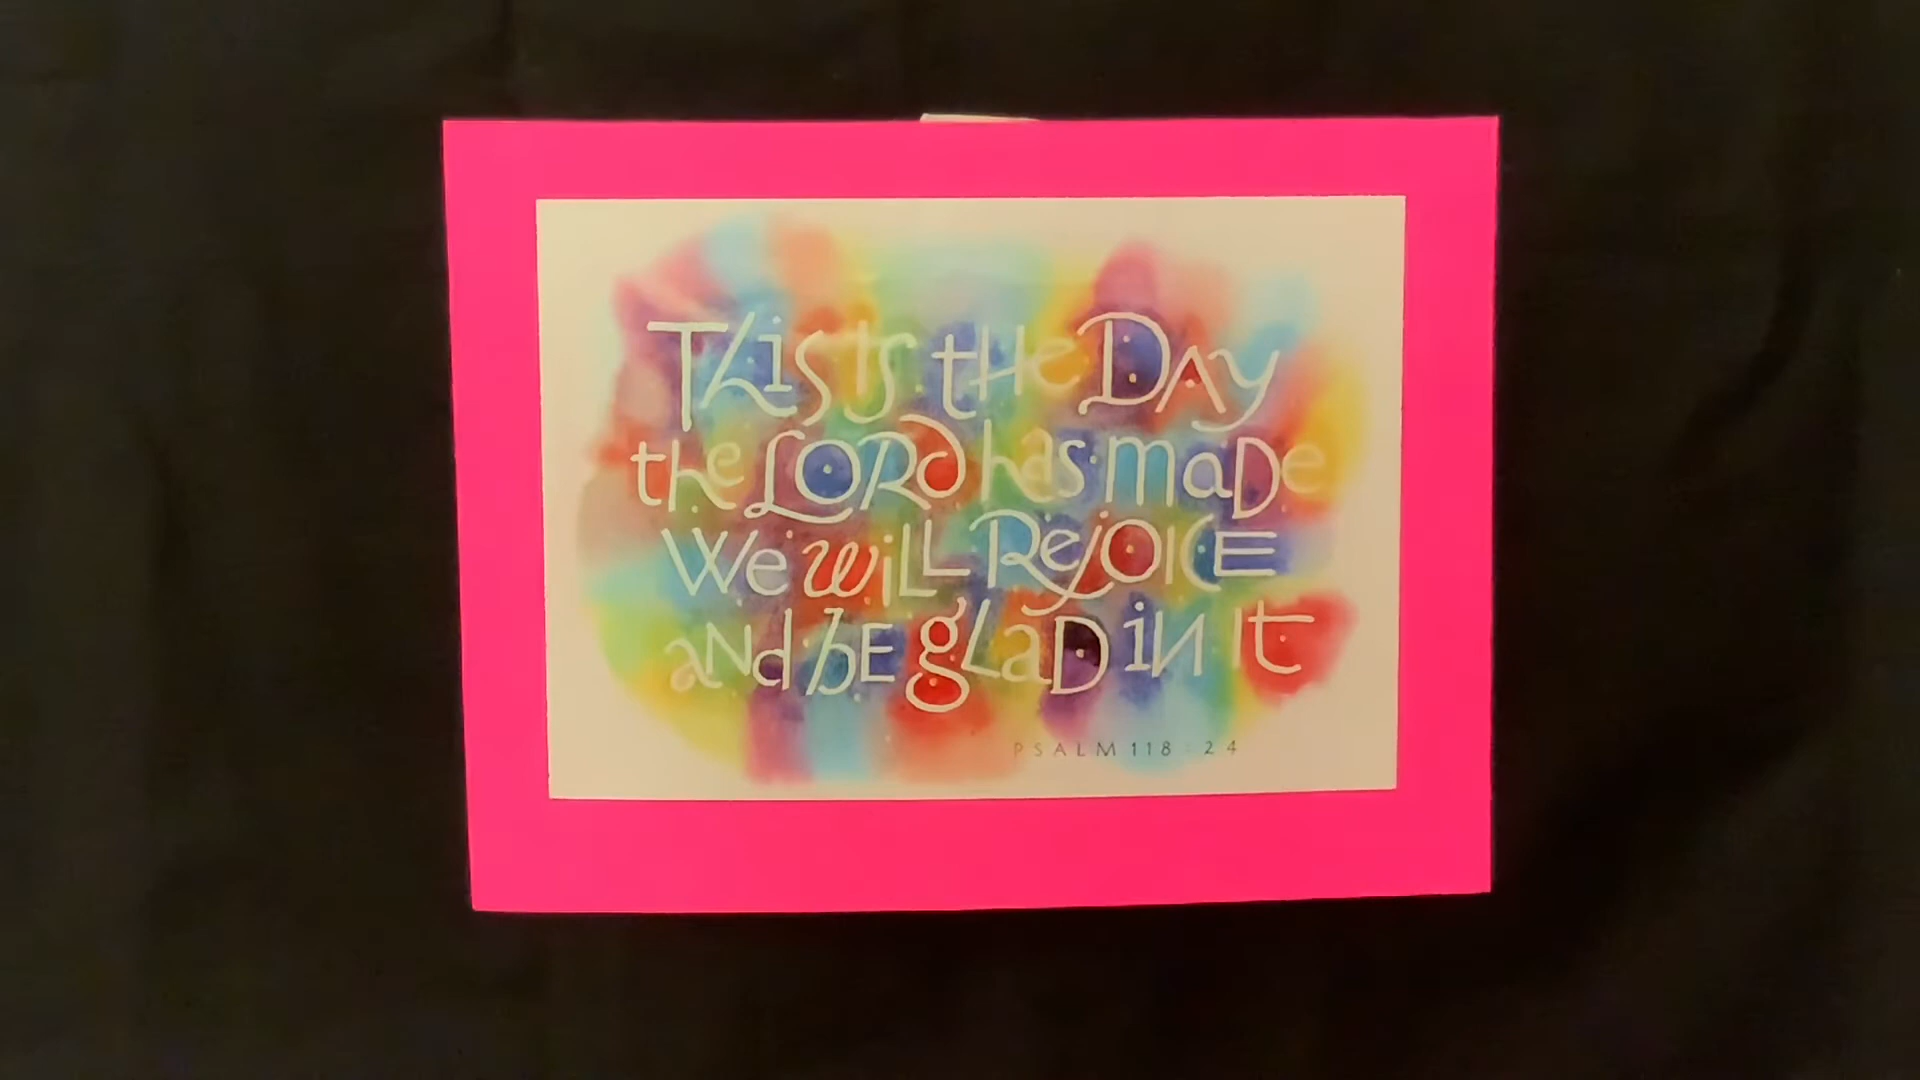 This is the Day
the LORD has made
We will Rejoice
and be glad in it
PSALM 118:24